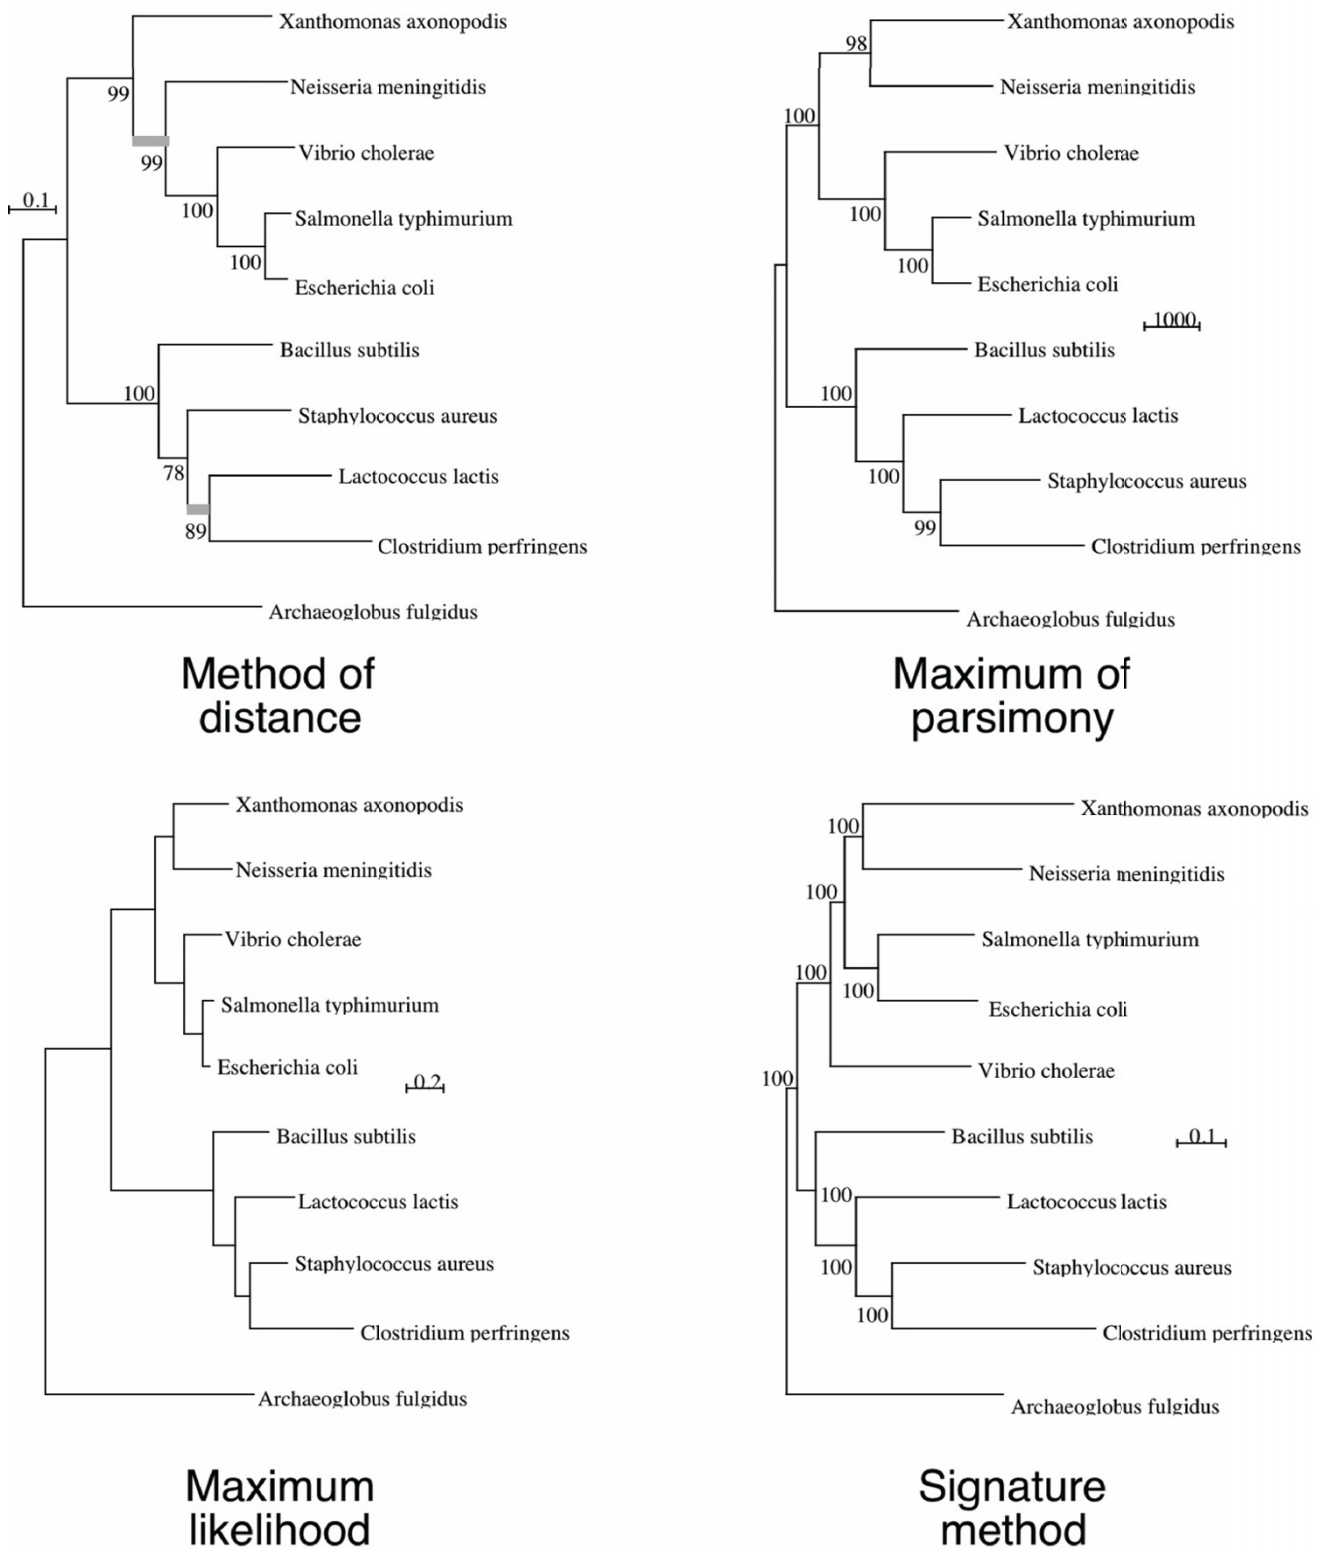 Xanthomonas axonopodis
99
Neisseria meningitidis
99
Vibrio cholerae
0.1
100
Salmonella typhimurium
100
Escherichia coli
Bacillus subtilis
100
Staphylococcus aureus
78
Lactococcus lactis
89
Clostridium perfringens
Archaeoglobus fulgidus
Method of
distance
Xanthomonas axonopodis
98
Neisseria meningitidis
100
Vibrio cholerae
100
Salmonella typhimurium
100
Escherichia coli
1000
Bacillus subtilis
100
Lactococcus lactis
100
Staphylococcus aureus
99
Clostridium perfringens
Archaeoglobus fulgidus
Maximum of
parsimony
Xanthomonas axonopodis
Neisseria meningitidis
Vibrio cholerae
Salmonella typhimurium
Escherichia coli
0.2
Bacillus subtilis
Lactococcus lactis
Staphylococcus aureus
Clostridium perfringens
Archaeoglobus fulgidus
Maximum
likelihood
Xanthomonas axonopodis
100
Neisseria meningitidis
100
Salmonella typhimurium
100
100
Escherichia coli
Vibrio cholerae
100
Bacillus subtilis
0.1
100
Lactococcus lactis
100
Staphylococcus aureus
100
Clostridium perfringens
Archaeoglobus fulgidus
Signature
method